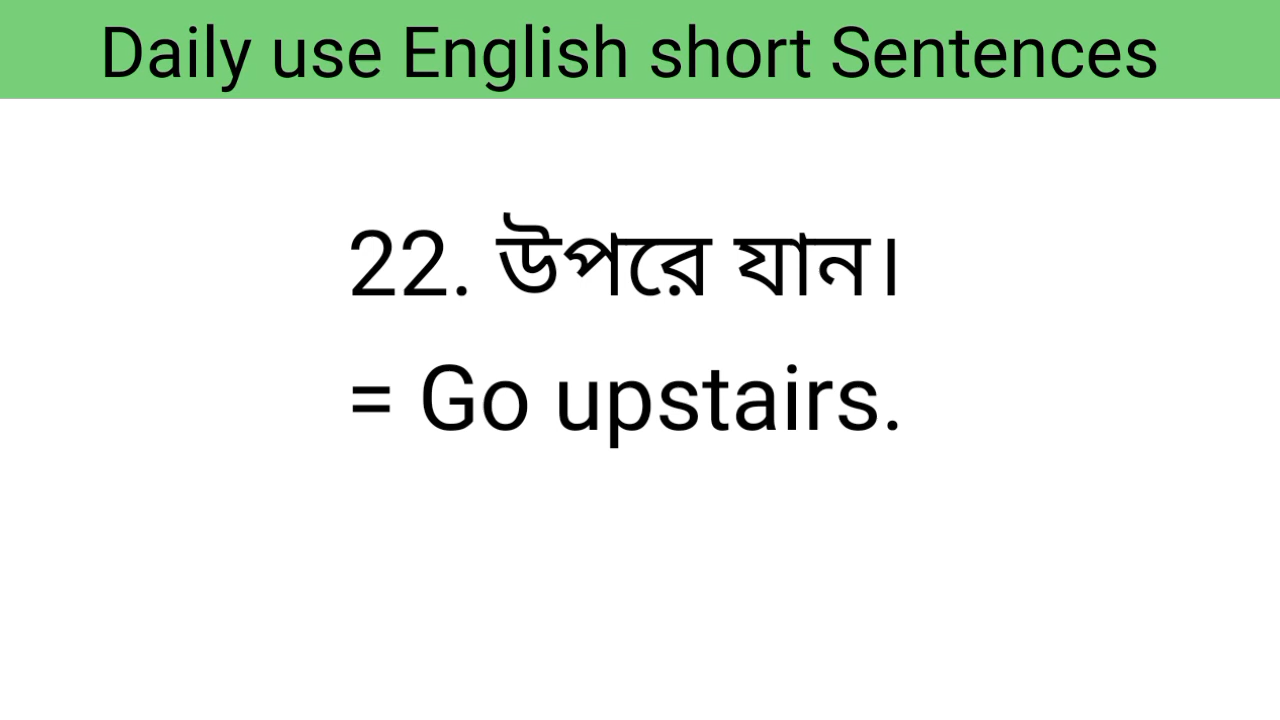 Daily use English short Sentences
22. উপরে যান।
= Go upstairs.